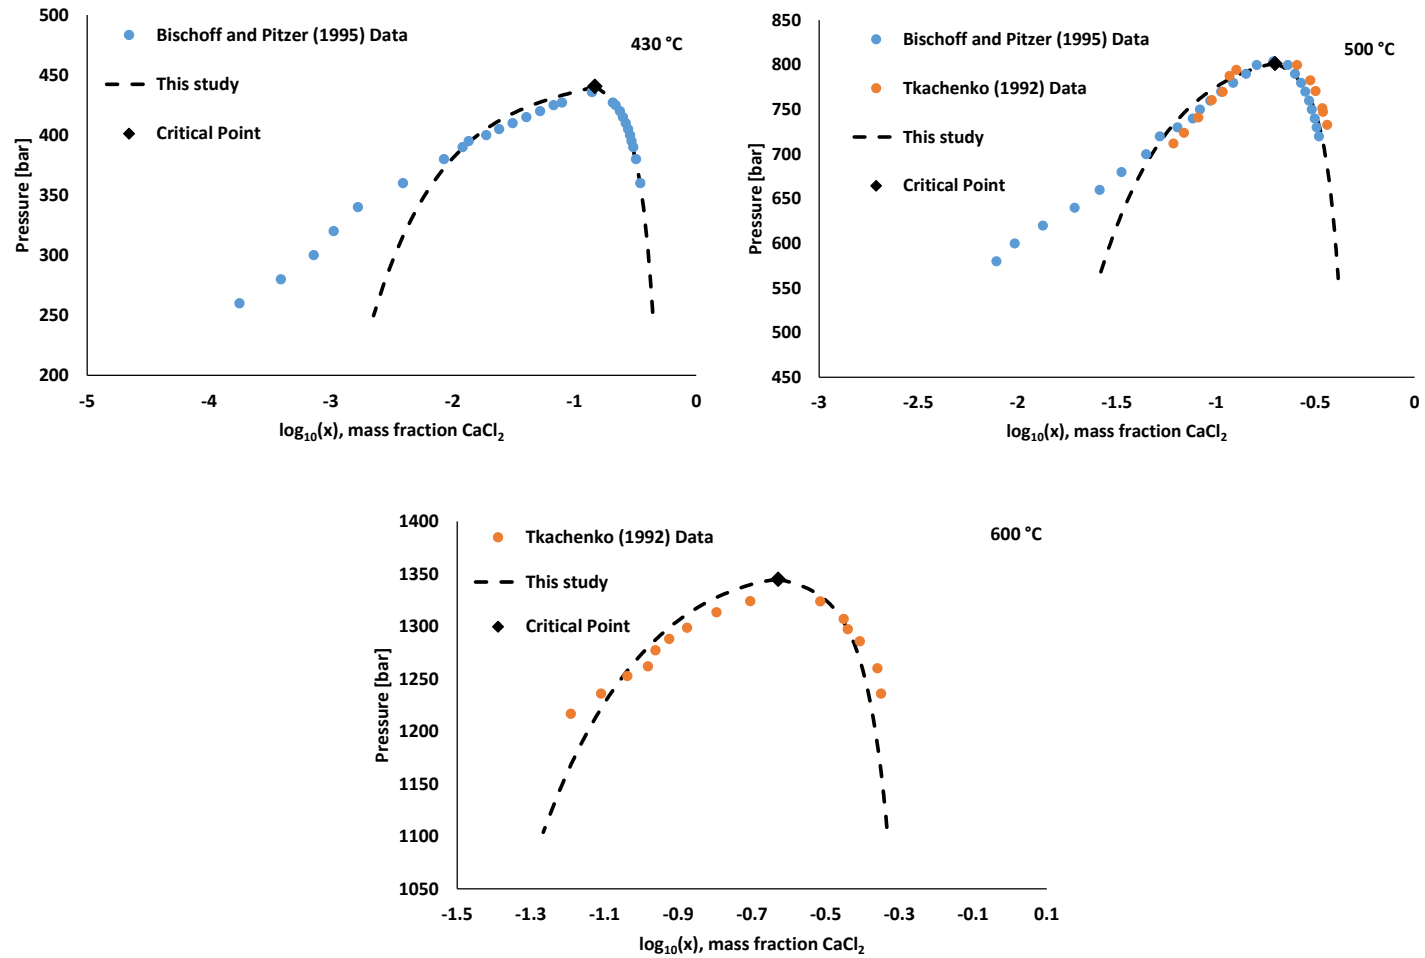 500
450
400
350
300
250
200
-5
-4
-3
-2
-1
0
Pressure [bar]
log10(x), mass fraction CaCl2
Bischoff and Pitzer (1995) Data
This study
Critical Point
430 °C
850
800
750
700
650
600
550
500
450
-3
-2.5
-2
-1.5
-1
-0.5
0
Pressure [bar]
log10(x), mass fraction CaCl2
Bischoff and Pitzer (1995) Data
Tkachenko (1992) Data
This study
Critical Point
500 °C
1400
1350
1300
1250
1200
1150
1100
1050
-1.5
-1.3
-1.1
-0.9
-0.7
-0.5
-0.3
-0.1
0.1
Pressure [bar]
log10(x), mass fraction CaCl2
Tkachenko (1992) Data
This study
Critical Point
600 °C